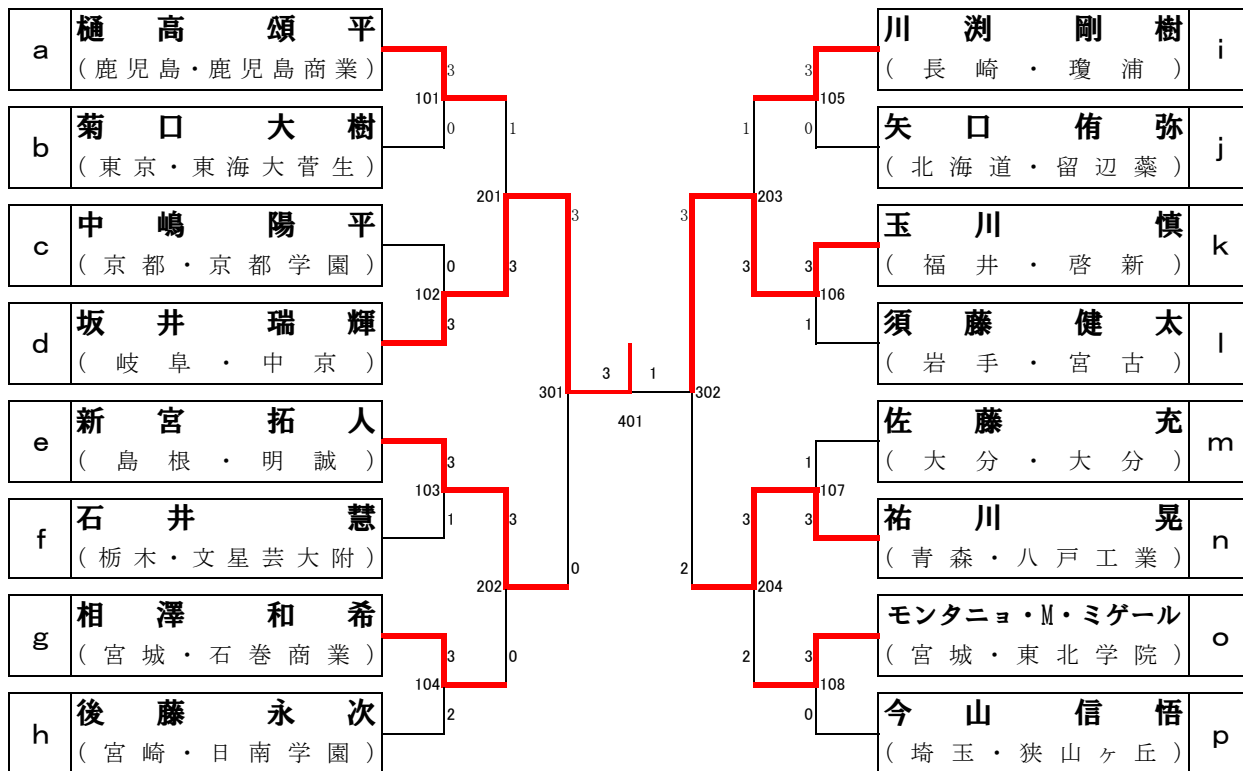 a
樋高頌平
(鹿児島・鹿児島商業)
b
菊口大樹
(東京・東海大菅生)
c
中嶋陽平
(京都・京都学園)
d
坂井瑞輝
(岐阜・中京)
e
新宮拓人
(島根・明誠)
f
石井慧
(栃木・文星芸大附)
g
相澤和希
(宮城・石巻商業)
h
後藤永次
(宮崎・日南学園)
3
101
0
1
201
3
0
102
3
3
3
103
1
3
202
0
3
104
2
0
301
3
1
401
302
3
2
1
203
3
3
105
0
3
106
1
1
107
3
3
204
2
3
108
0
川渕剛樹
(長崎・瓊浦)
i
矢口侑弥
(北海道・留辺蘂)
j
玉川慎
(福井・啓新)
k
須藤健太
(岩手・宮古)
l
佐藤充
(大分・大分)
m
祐川晃
(青森・八戸工業)
n
モンタニョ・M・ミゲール
(宮城・東北学院)
o
今山信悟
(埼玉・狭山ヶ丘)
p